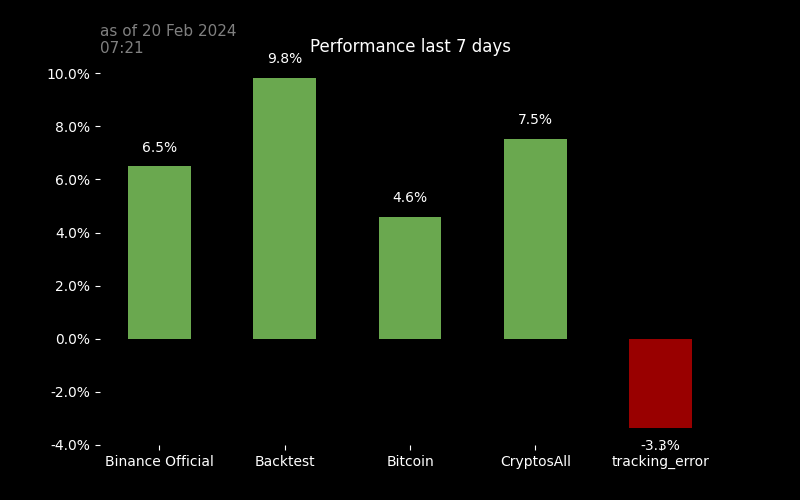 as of 20 Feb 2024
07:21
Performance last 7 days
10.0%
8.0%
6.0%
4.0%
2.0%
0.0%
-2.0%
-4.0%
6.5%
9.8%
4.6%
7.5%
-3.3%
Binance Official
Backtest
Bitcoin
CryptosAll
tracking_error